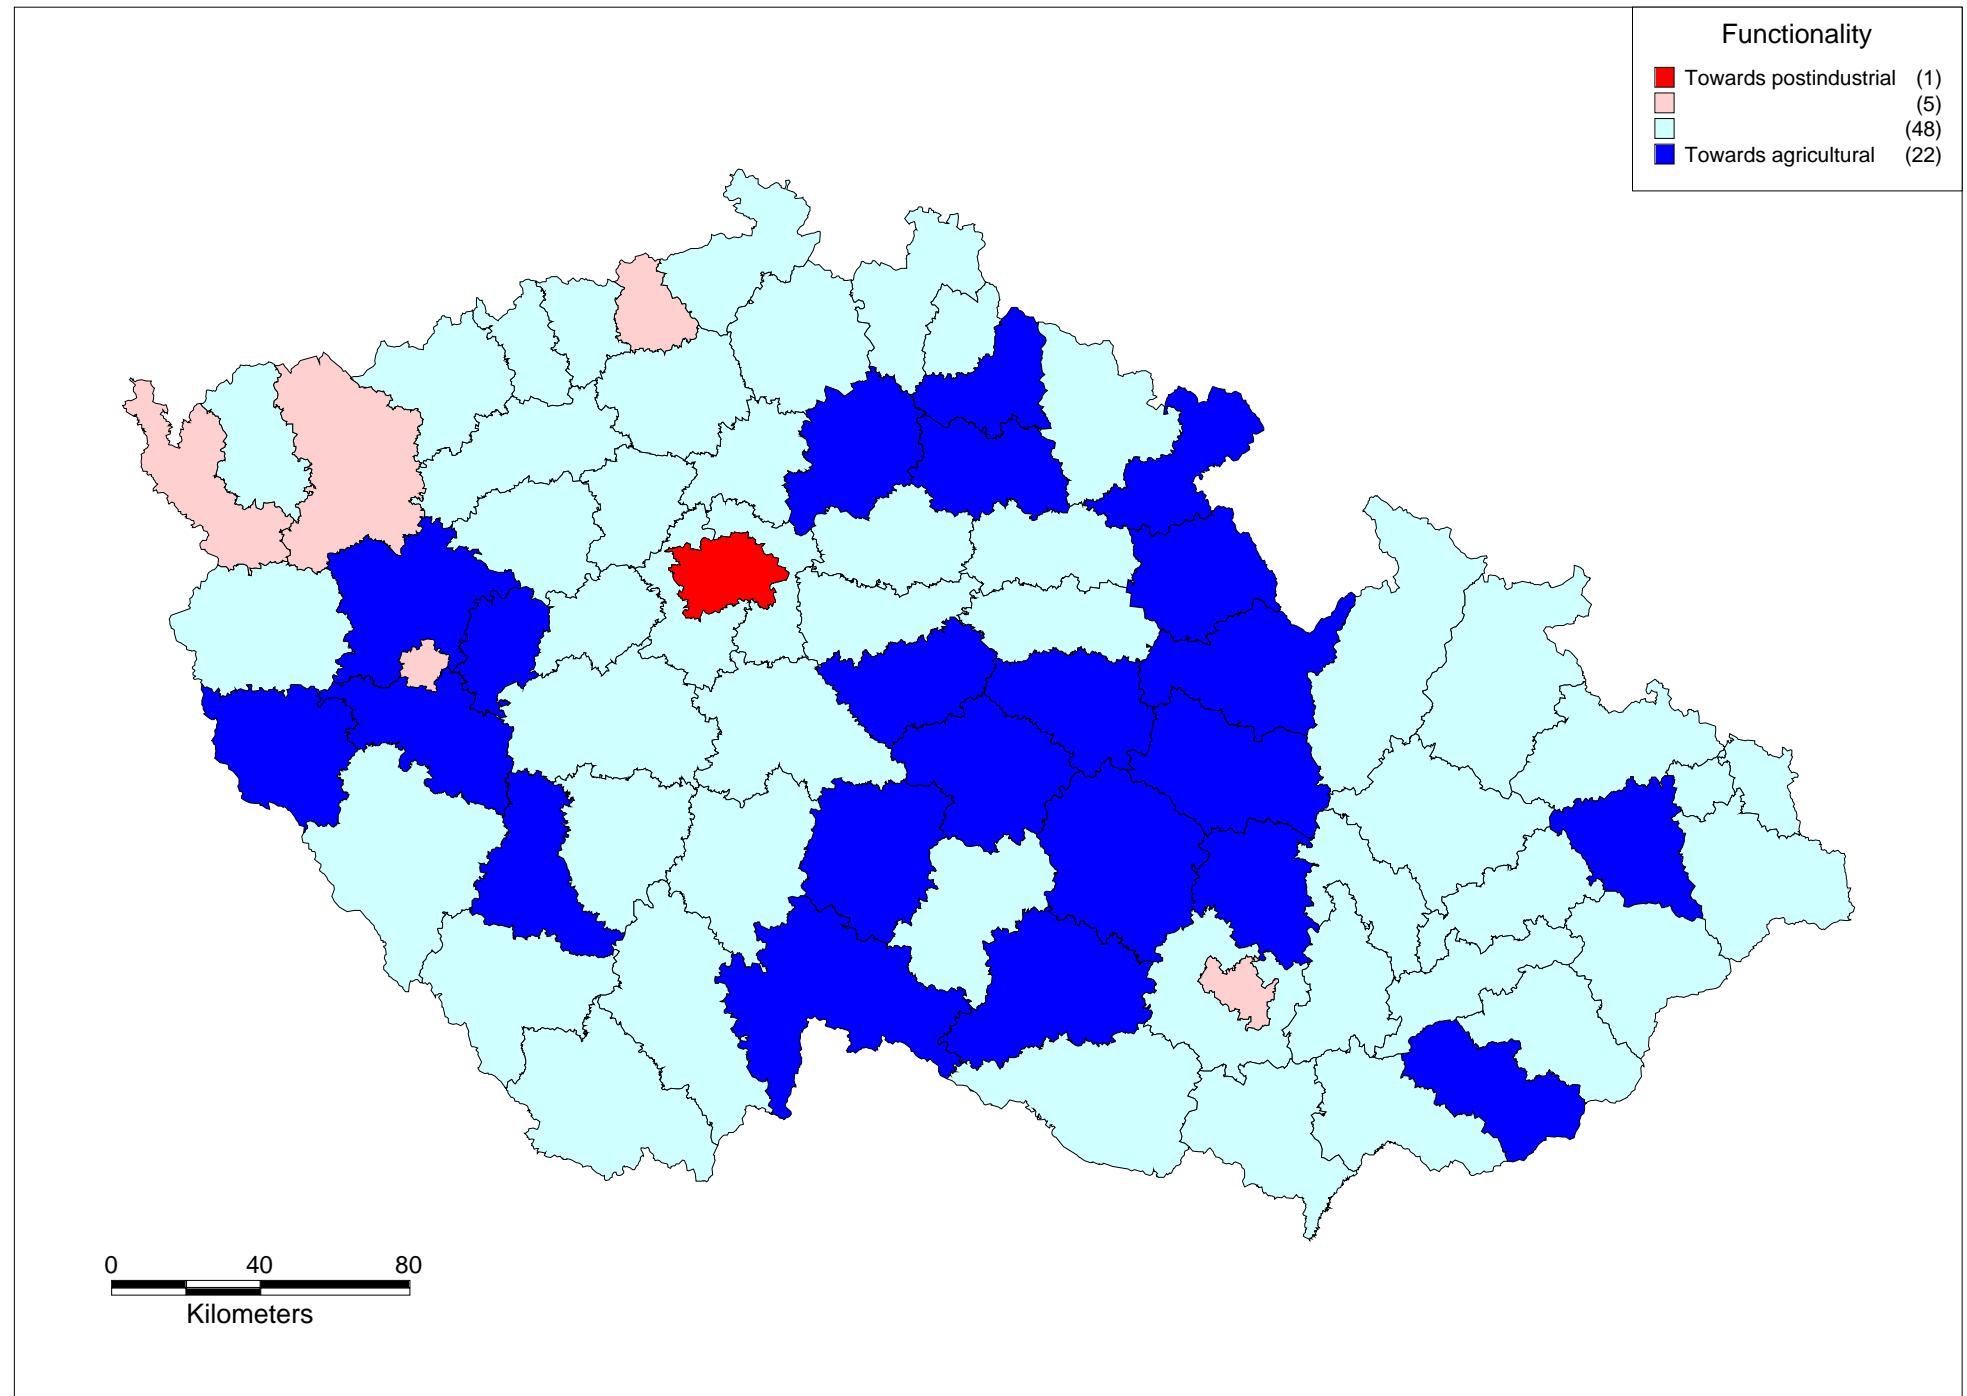 Functionality
Towards postindustrial (1)
(5)
(48)
Towards agricultural (22)
0 40 80
Kilometers